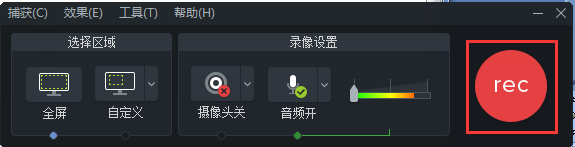 捕获(C) 效果(E) 工具(T) 帮助(H)
选择区域 录像设置
rec
全屏 自定义 摄像头关 音频开